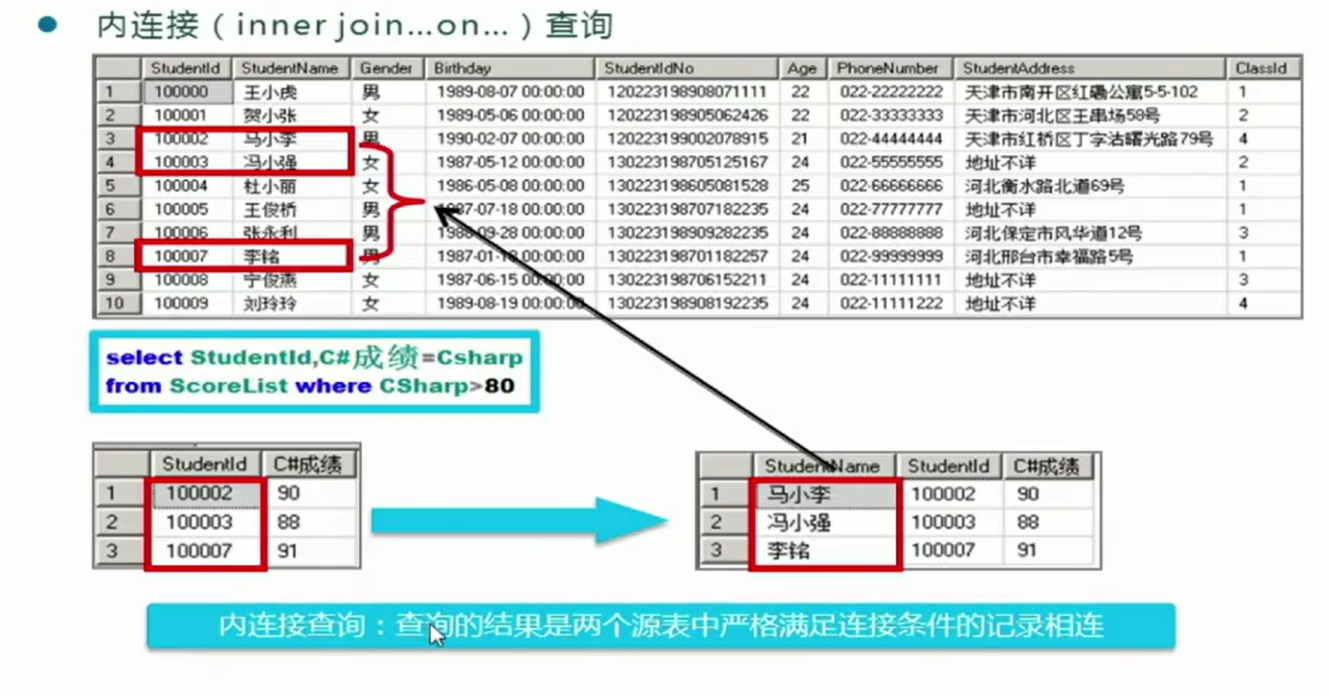 内连接（inner join…on…）查询
StudentId StudentName Gender Birthday StudentIdNo Age PhoneNumber StudentAddress ClassId
1 100000 王小虎 男 1989-08-07 00:00:00 120223198908071111 22 022-22222222 天津市南开区红磡公寓5-5-102 1
2 100001 贺小张 女 1989-05-06 00:00:00 120223198905062426 22 022-33333333 天津市河北区王串场58号 2
3 100002 马小李 男 1990-02-07 00:00:00 120223199002078915 21 022-44444444 天津市红桥区丁字沽曙光路79号 4
4 100003 冯小强 女 1987-05-12 00:00:00 130223198705125167 24 022-55555555 地址不详 2
5 100004 杜小丽 女 1986-05-08 00:00:00 130223198605081528 25 022-66666666 河北衡水路北道69号 1
6 100005 王俊桥 男 1987-07-18 00:00:00 130223198707182235 24 022-77777777 地址不详 1
7 100006 张永利 男 1988-09-28 00:00:00 130223198909282235 24 022-88888888 河北保定市风华道12号 3
8 100007 李铭 男 1987-01-18 00:00:00 130223198701182257 24 022-99999999 河北邢台市幸福路5号 1
9 100008 宁俊燕 女 1987-06-15 00:00:00 130223198706152211 24 022-11111111 地址不详 3
10 100009 刘玲玲 女 1989-08-19 00:00:00 130223198908192235 24 022-11111222 地址不详 4
select StudentId,C#成绩=Csharp
from ScoreList where CSharp>80
StudentId C#成绩
1 100002 90
2 100003 88
3 100007 91
StudentName StudentId C#成绩
1 马小李 100002 90
2 冯小强 100003 88
3 李铭 100007 91
内连接查询：查询的结果是两个源表中严格满足连接条件的记录相连